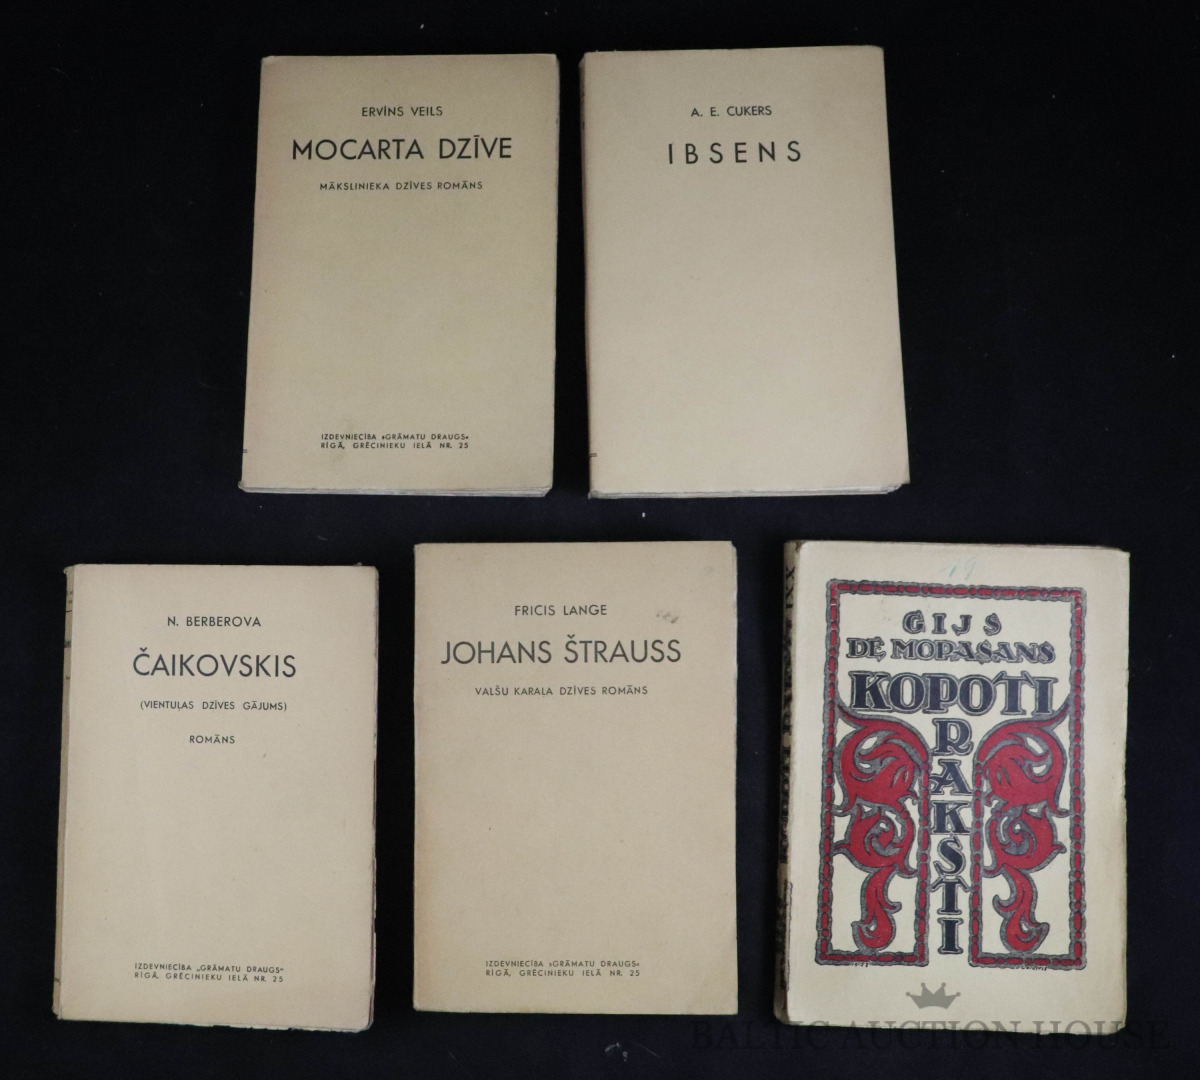 ERVĪNS VEILS
MOCARTA DZĪVE
MĀKSLINIEKA DZĪVES ROMĀNS
IZDEVNIECĪBA »GRĀMATU DRAUGS«
RĪGĀ, GRĒCINIEKU IELĀ NR. 25
A. E. CUKERS
IBSENS
N. BERBEROVA
ČAIKOVSKIS
(VIENTUĻAS DZĪVES GĀJUMS)
ROMĀNS
IZDEVNIECĪBA „GRĀMATU DRAUGS"
RĪGĀ, GRĒCINIEKU IELĀ NR. 25
FRICIS LANGE
JOHANS ŠTRAUSS
VALŠU KARAĻA DZĪVES ROMĀNS
IZDEVNIECĪBA »GRĀMATU DRAUGS«
RĪGĀ, GRĒCINIEKU IELĀ NR. 25
GIJS
DE MOPASANS
KOPOTI
RAKSTI
BALTIC AUCTION HOUSE